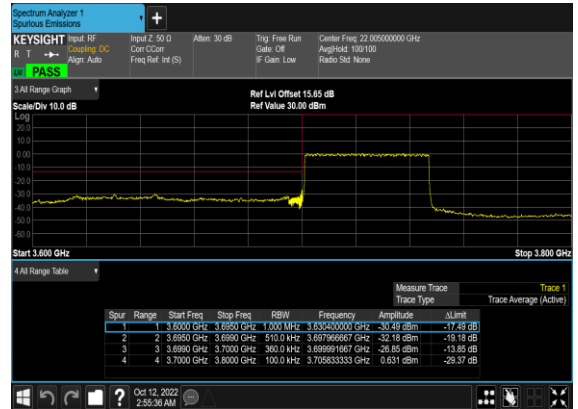 Spectrum Analyzer 1
Spurious Emissions
+
KEYSIGHT Input: RF Input Z: 50 Ω Atten: 30 dB Trig: Free Run Center Freq: 22.005000000 GHz
R T Coupling: DC Corr CCorr Gate: Off Avg|Hold: 100/100
Align: Auto Freq Ref: Int (S) IF Gain: Low Radio Std: None
LW PASS
3 All Range Graph
Ref Lvl Offset 15.65 dB
Scale/Div 10.0 dB Ref Value 30.00 dBm
Log
20.0
10.0
0.00
-10.0
-20.0
-30.0
-40.0
-50.0
-60.0
Start 3.600 GHz Stop 3.800 GHz
4 All Range Table
Measure Trace Trace 1
Trace Type Trace Average (Active)
Spur Range Start Freq Stop Freq RBW Frequency Amplitude ΔLimit
1 1 3.6000 GHz 3.6950 GHz 1.000 MHz 3.630400000 GHz -30.49 dBm -17.49 dB
2 2 3.6950 GHz 3.6990 GHz 510.0 kHz 3.697966667 GHz -32.18 dBm -19.18 dB
3 3 3.6990 GHz 3.7000 GHz 360.0 kHz 3.699991667 GHz -26.85 dBm -13.85 dB
4 4 3.7000 GHz 3.8000 GHz 100.0 kHz 3.705833333 GHz 0.631 dBm -29.37 dB
? Oct 12, 2022
2:55:36 AM